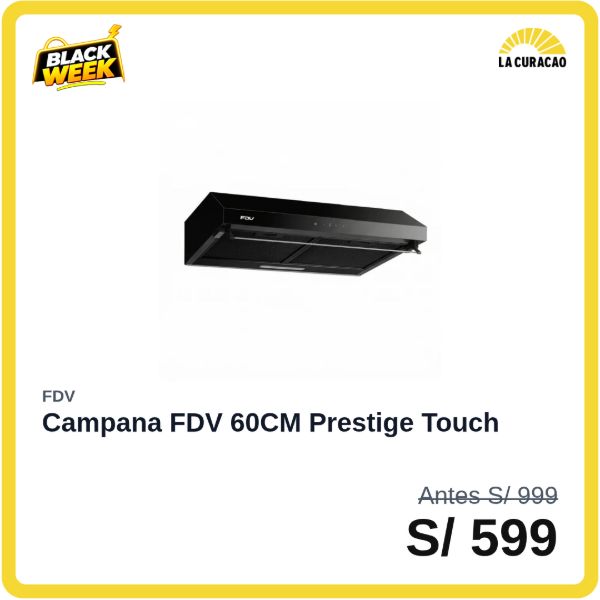 BLACK
WEEK
LA CURACAO
FDV
FDV
Campana FDV 60CM Prestige Touch
Antes S/ 999
S/ 599